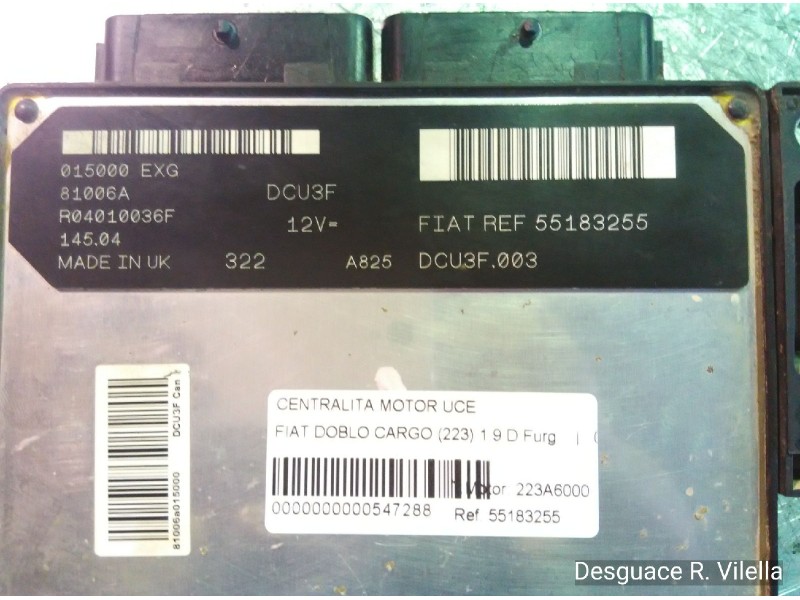 015000 EXG
81006A
DCU3F
R04010036F
12V=
FIAT REF 55183255
145.04
MADE IN UK
322
A825
DCU3F.003
81006a015000 DCU3F Can
CENTRALITA MOTOR UCE
FIAT DOBLO CARGO (223) 1 9 D Furg |
Motor 223A6000
0000000000547288
Ref 55183255
Desguace R. Vilella